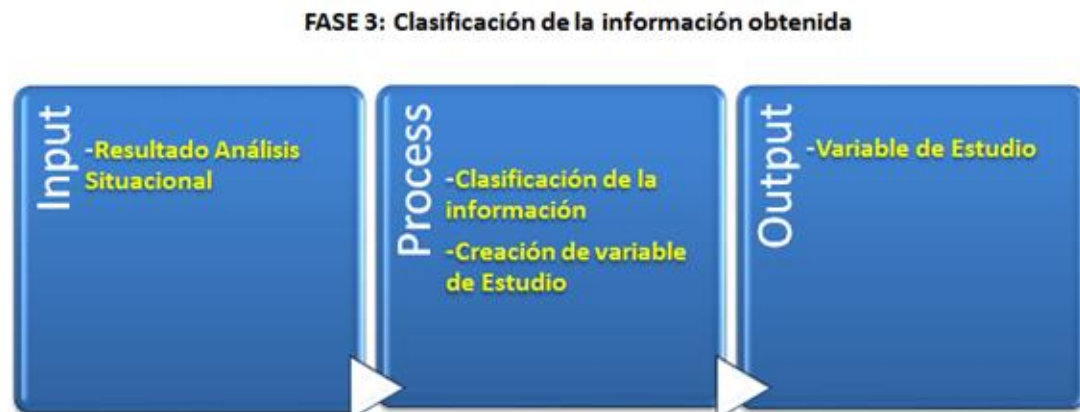 FASE 3: Clasificación de la información obtenida
Input
-Resultado Análisis
Situacional
Process
-Clasificación de la
información
-Creación de variable
de Estudio
Output
-Variable de Estudio